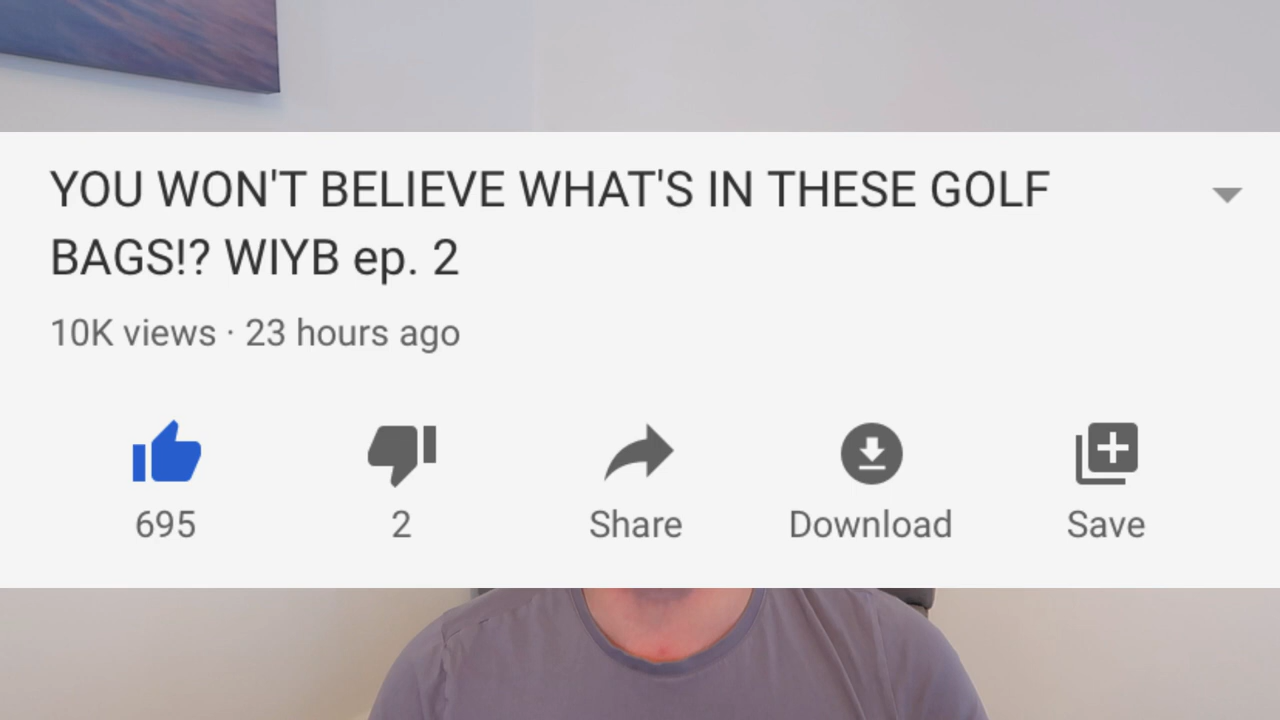 YOU WON'T BELIEVE WHAT'S IN THESE GOLF
BAGS!? WIYB ep. 2
10K views · 23 hours ago
695
2
Share
Download
Save